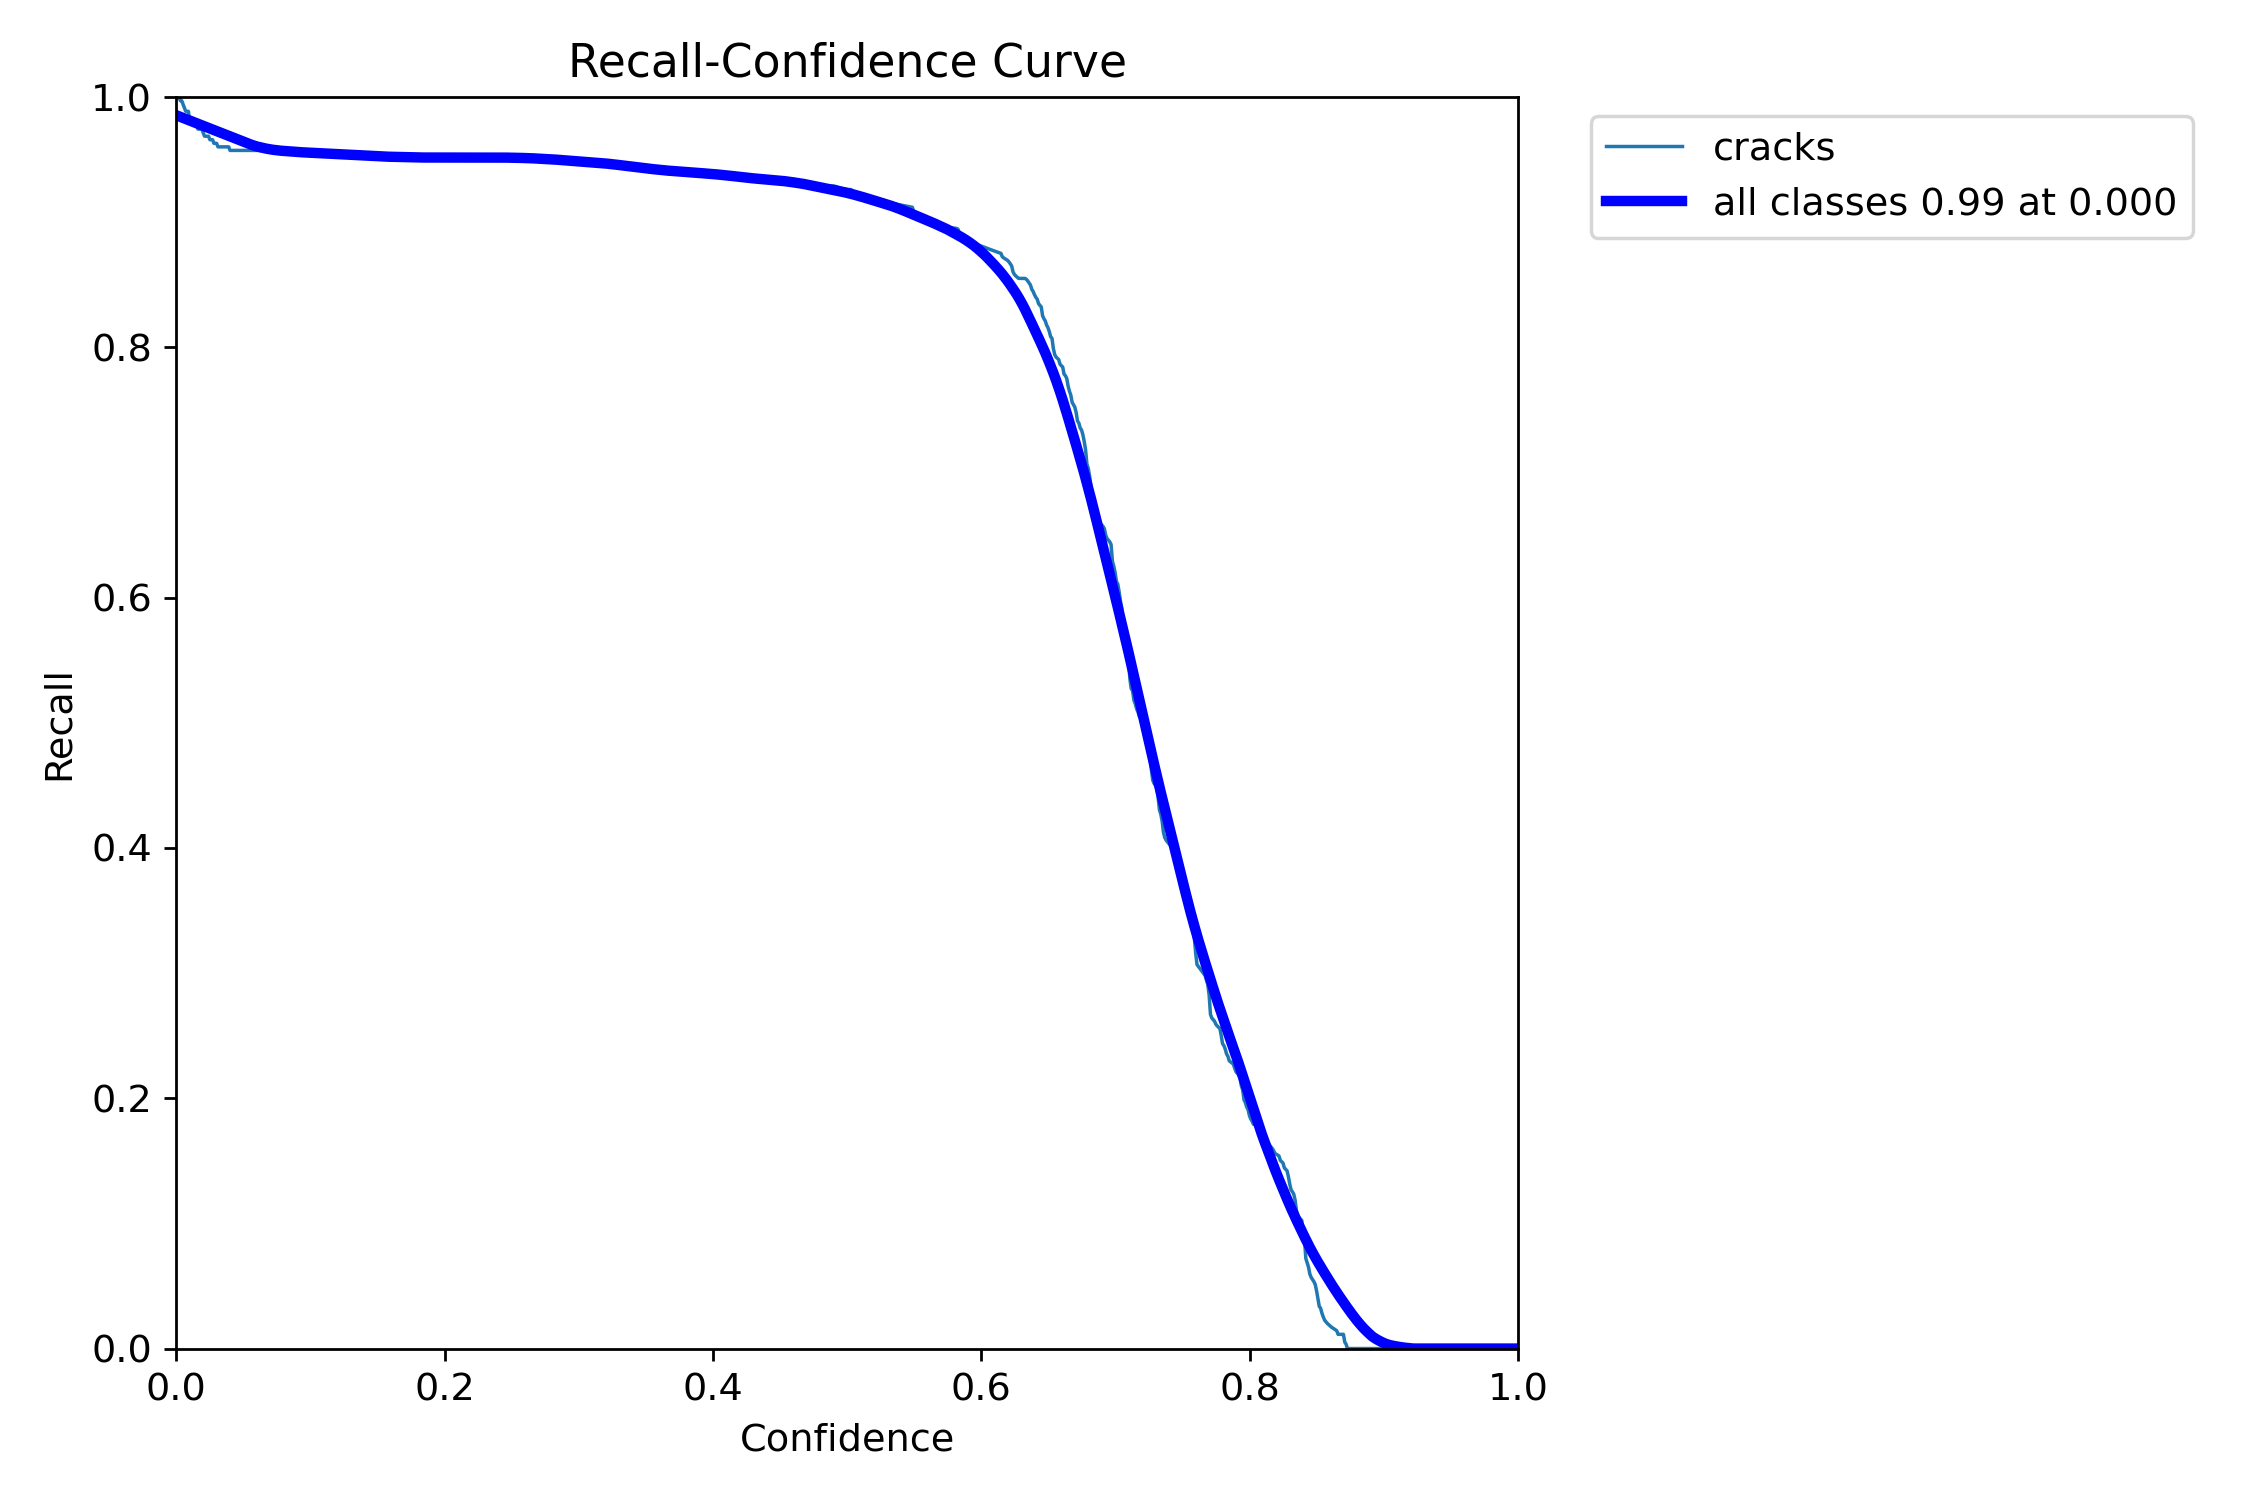 Recall-Confidence Curve
cracks
all classes 0.99 at 0.000
1.0
0.8
0.6
0.4
0.2
0.0
Recall
0.0 0.2 0.4 0.6 0.8 1.0
Confidence